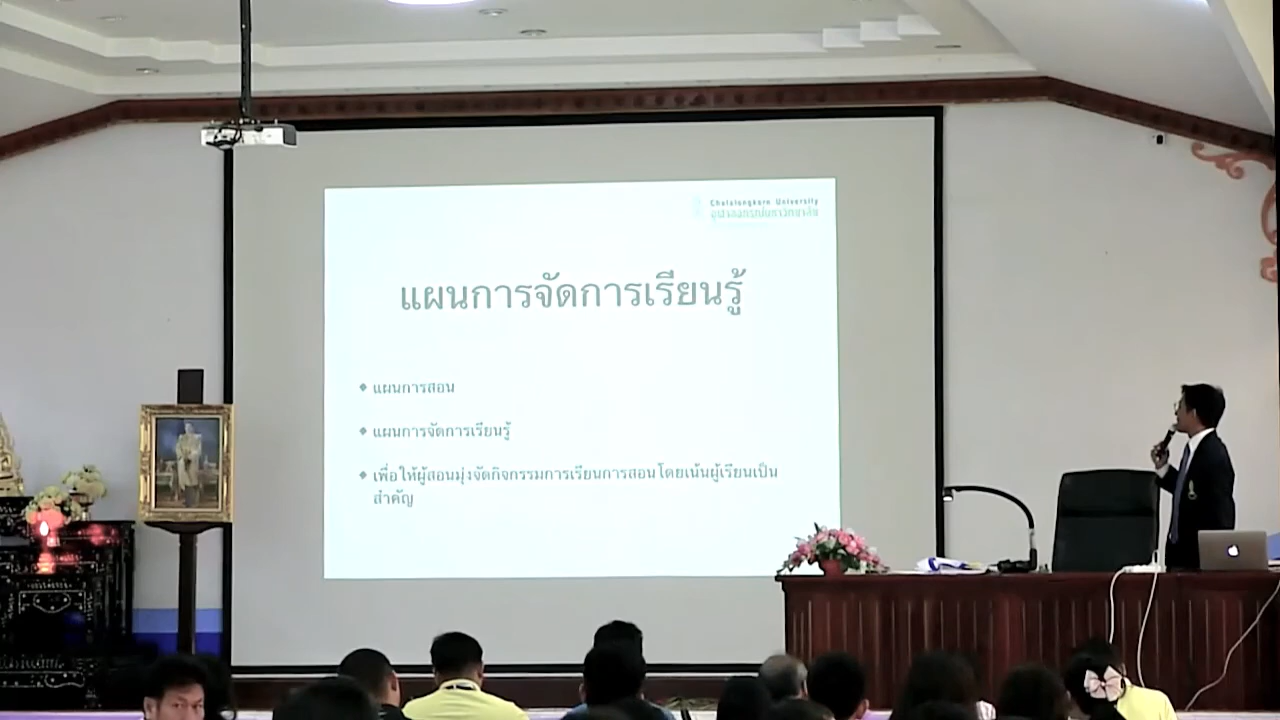 Chulalongkorn University
จุฬาลงกรณ์มหาวิทยาลัย
แผนการจัดการเรียนรู้
❖ แผนการสอน
❖ แผนการจัดการเรียนรู้
❖ เพื่อให้ผู้สอนมุ่งจัดกิจกรรมการเรียนการสอนโดยเน้นผู้เรียนเป็น
สำคัญ